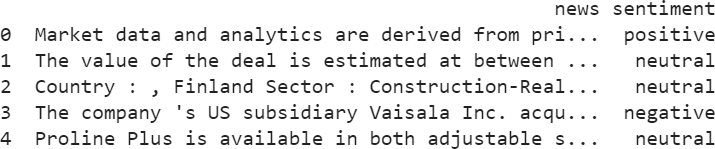 news sentiment
0 Market data and analytics are derived from pri... positive
1 The value of the deal is estimated at between ... neutral
2 Country : , Finland Sector : Construction-Real... neutral
3 The company 's US subsidiary Vaisala Inc. acqu... negative
4 Proline Plus is available in both adjustable s... neutral